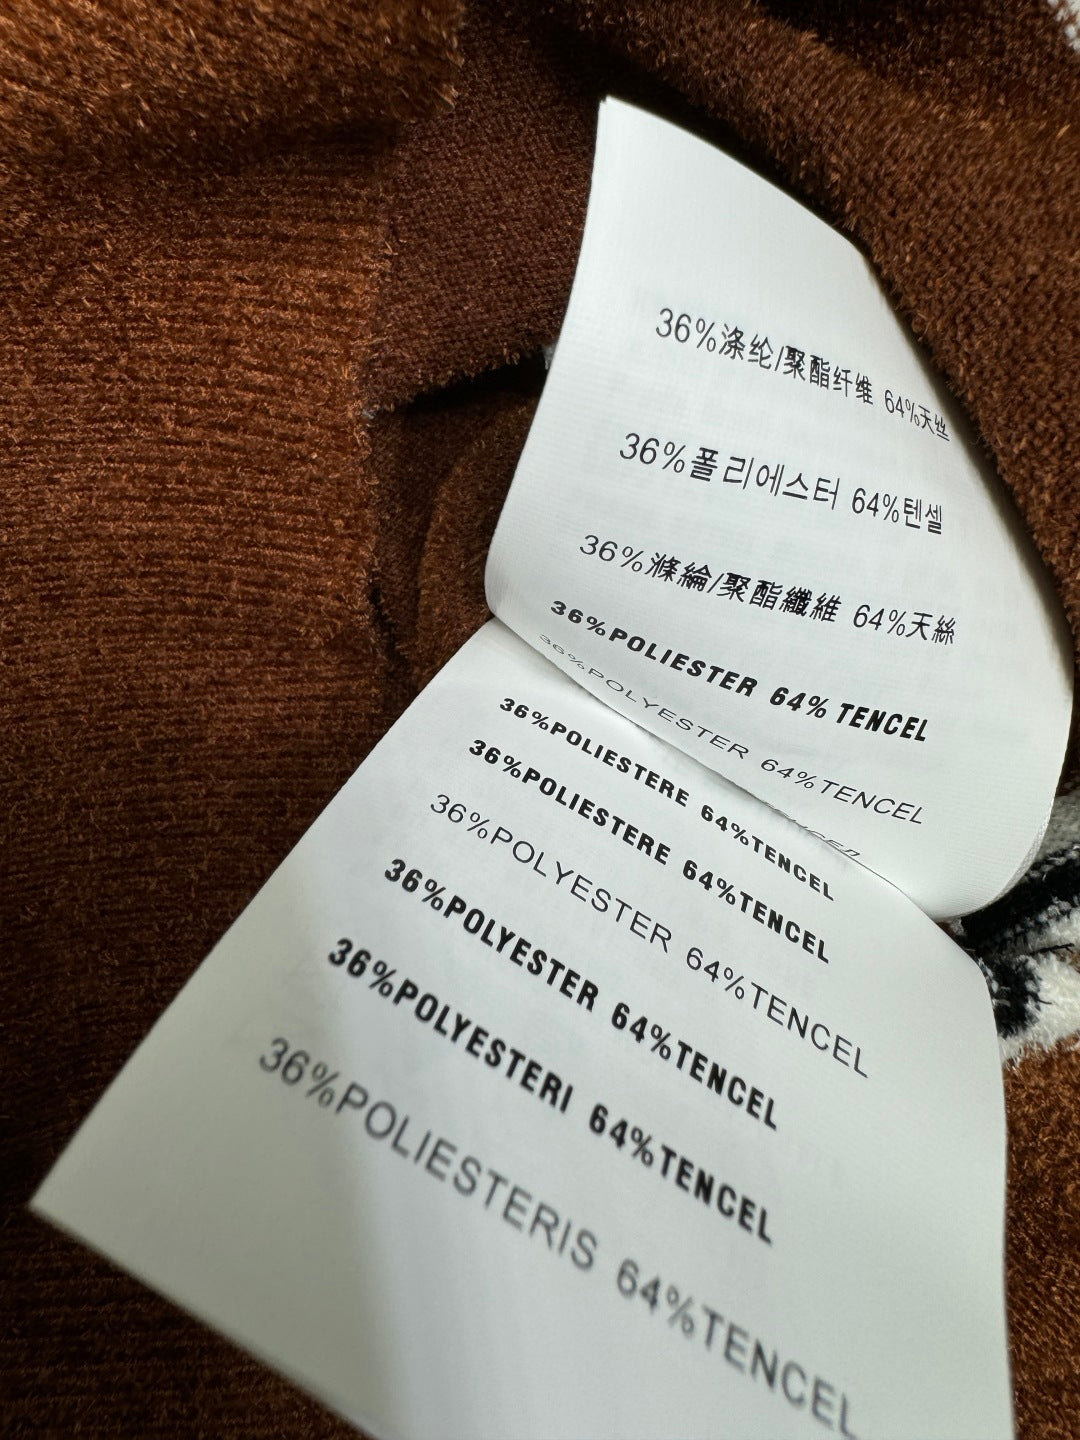 36%涤纶/聚酯纤维 64%天丝
36%폴리에스터 64%텐셀
36%滌綸/聚酯纖維 64%天絲
36%POLIESTER 64% TENCEL
36%POLYESTER 64%TENCEL
36%POLIESTERE 64%TENCEL
36%POLIESTERE 64%TENCEL
36%POLYESTER 64%TENCEL
36%POLYESTER 64%TENCEL
36%POLYESTERI 64%TENCEL
36%POLIESTERIS 64%TENCEL